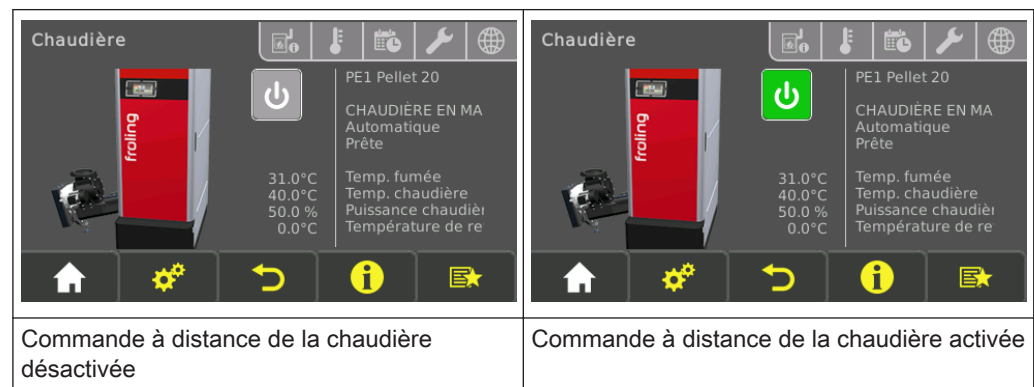 Chaudière
froling
PE1 Pellet 20
CHAUDIÈRE EN MA
Automatique
Prête
31.0°C Temp. fumée
40.0°C Temp. chaudière
50.0 % Puissance chaudièr
0.0°C Température de re
Commande à distance de la chaudière
désactivée
Chaudière
froling
PE1 Pellet 20
CHAUDIÈRE EN MA
Automatique
Prête
31.0°C Temp. fumée
40.0°C Temp. chaudière
50.0 % Puissance chaudièr
0.0°C Température de re
Commande à distance de la chaudière activée